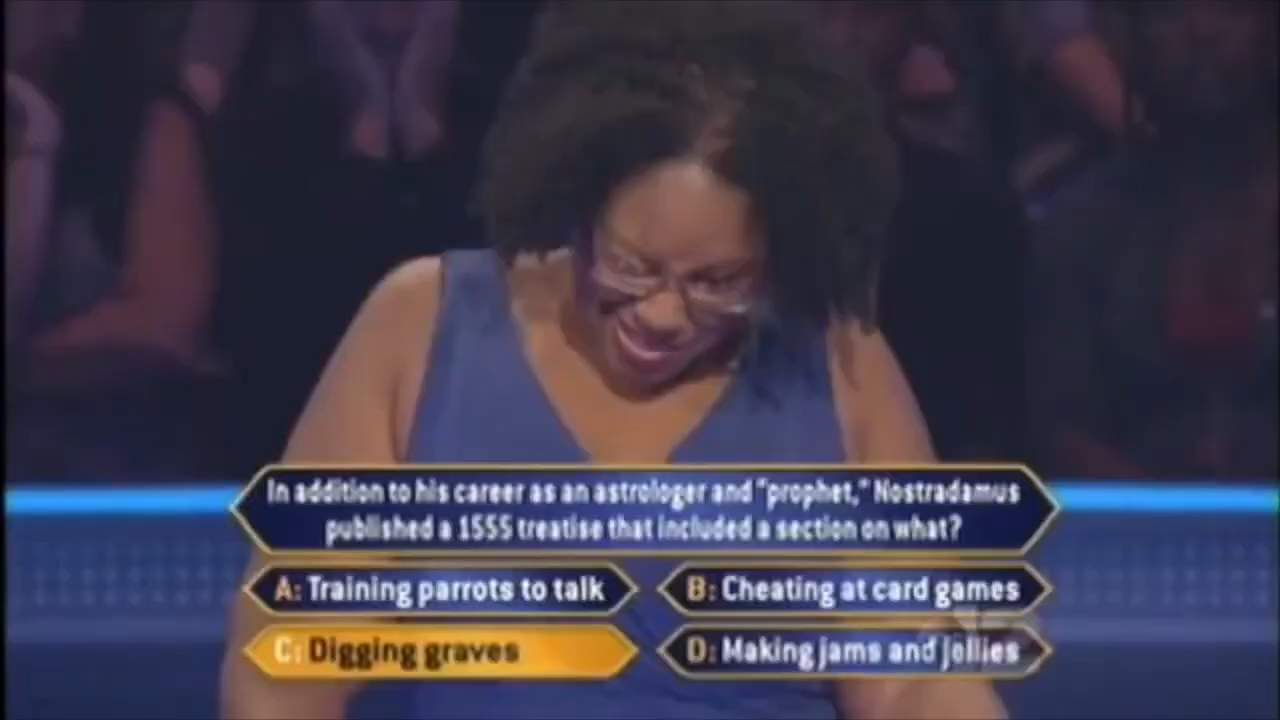 In addition to his career as an astrologer and "prophet," Nostradamus
published a 1555 treatise that included a section on what?
A: Training parrots to talk
B: Cheating at card games
C: Digging graves
D: Making jams and jellies